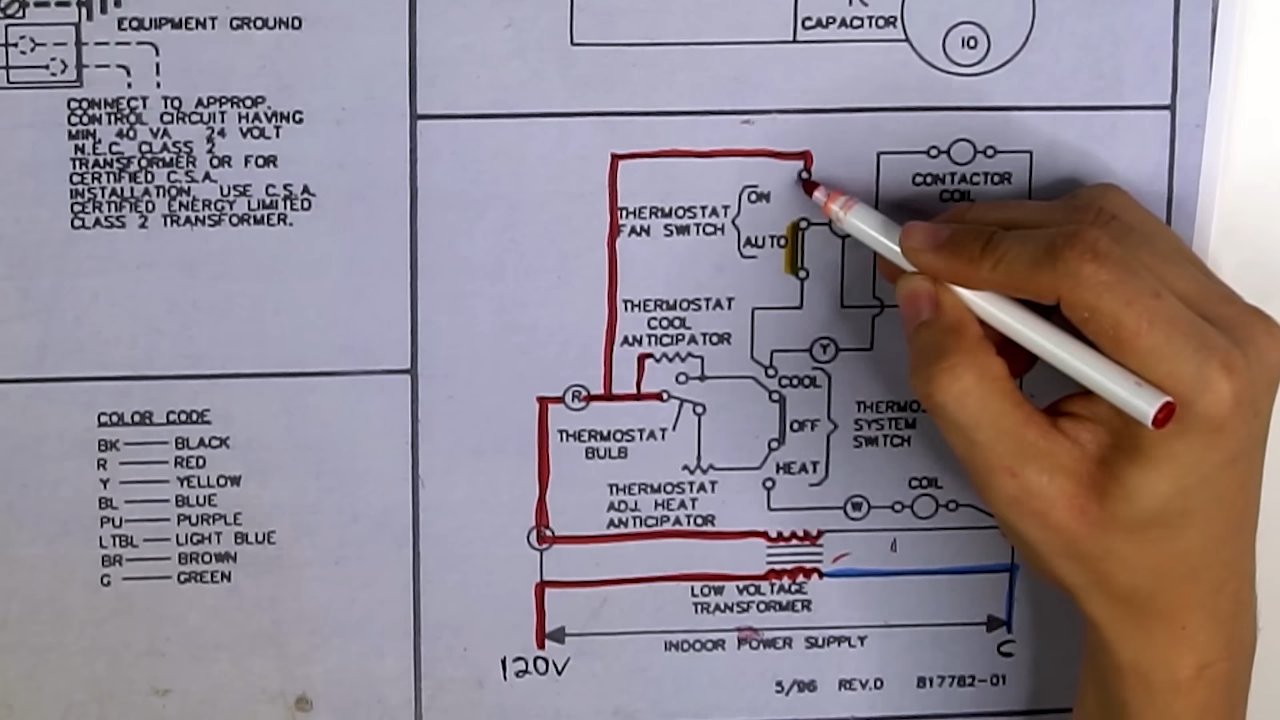 EQUIPMENT GROUND
CAPACITOR
10
CONNECT TO APPROP.
CONTROL CIRCUIT HAVING
MIN. 40 VA 24 VOLT
N.E.C. CLASS 2
TRANSFORMER OR FOR
CERTIFIED C.S.A.
INSTALLATION. USE C.S.A.
CERTIFIED ENERGY LIMITED
CLASS 2 TRANSFORMER.
CONTACTOR
COIL
ON
THERMOSTAT
FAN SWITCH
AUTO
THERMOSTAT
COOL
ANTICIPATOR
Y
COOL
R
OFF
SYSTEM
SWITCH
THERMOSTAT
BULB
HEAT
THERMOSTAT
ADJ. HEAT
ANTICIPATOR
COIL
W
COLOR CODE
BK BLACK
R RED
Y YELLOW
BL BLUE
PU PURPLE
LTBL LIGHT BLUE
BR BROWN
G GREEN
LOW VOLTAGE
TRANSFORMER
INDOOR POWER SUPPLY
120V
C
5/96 REV.D 817782-01